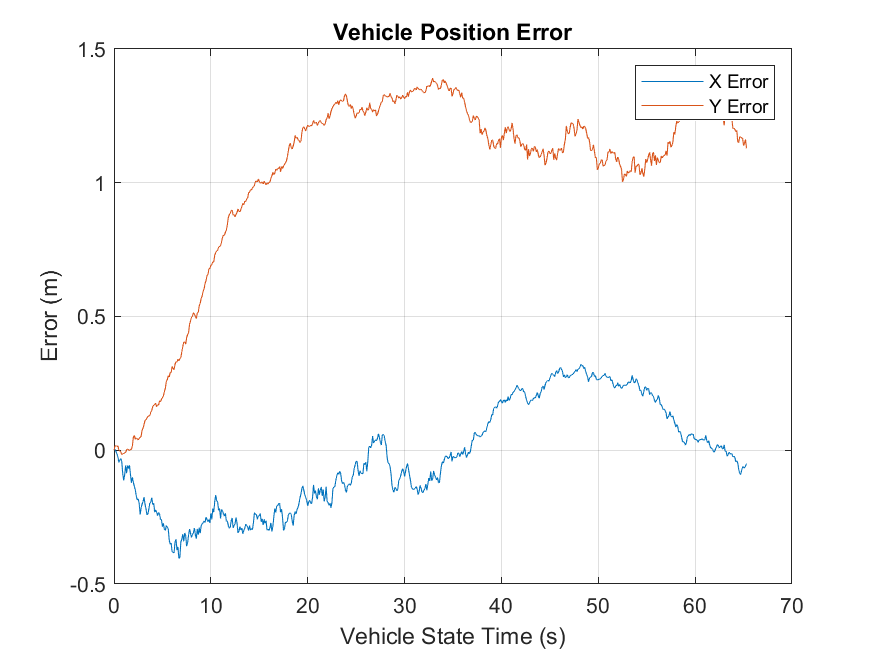 Vehicle Position Error
1.5
X Error
Y Error
1
0.5
0
-0.5
Error (m)
0 10 20 30 40 50 60 70
Vehicle State Time (s)